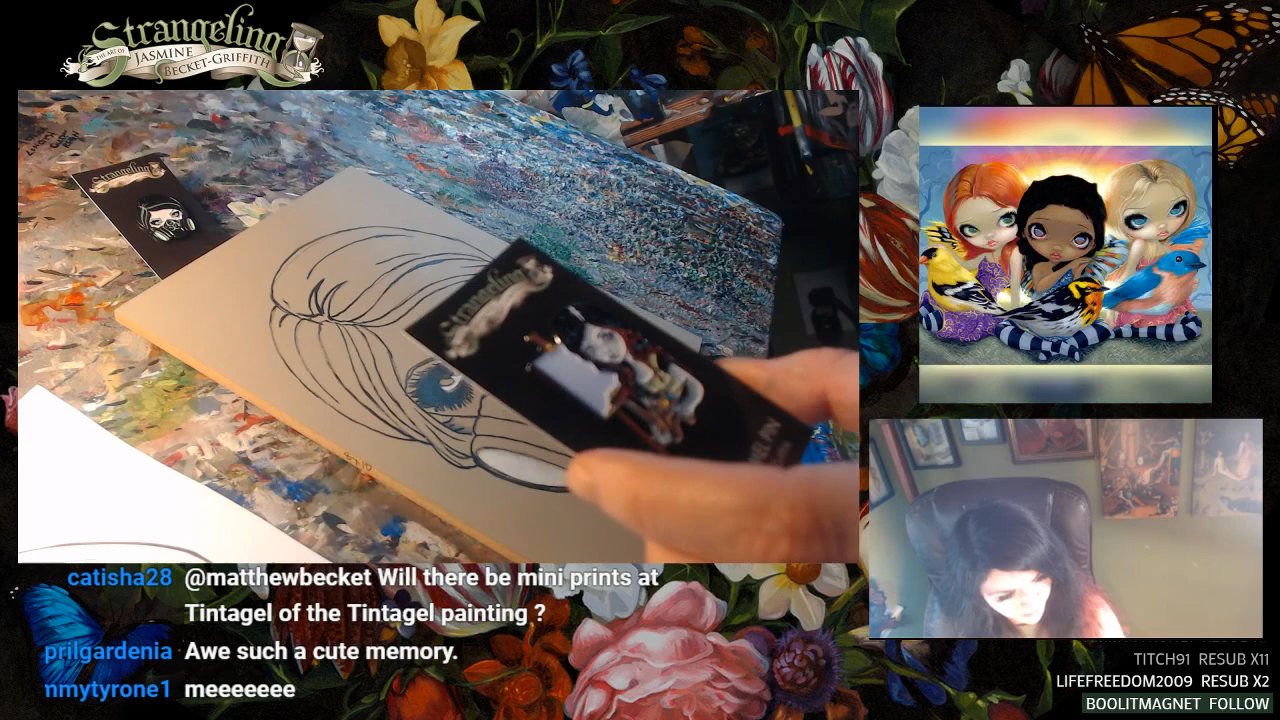 Strangeling
THE ART OF
JASMINE
BECKET-GRIFFITH
Strangeling
Strangeling
catisha28 @matthewbecket Will there be mini prints at
Tintagel of the Tintagel painting ?
prilgardenia Awe such a cute memory.
nmytyrone1 meeeeeee
TITCH91 RESUB X11
LIFEFREEDOM2009 RESUB X2
BOOLITMAGNET FOLLOW